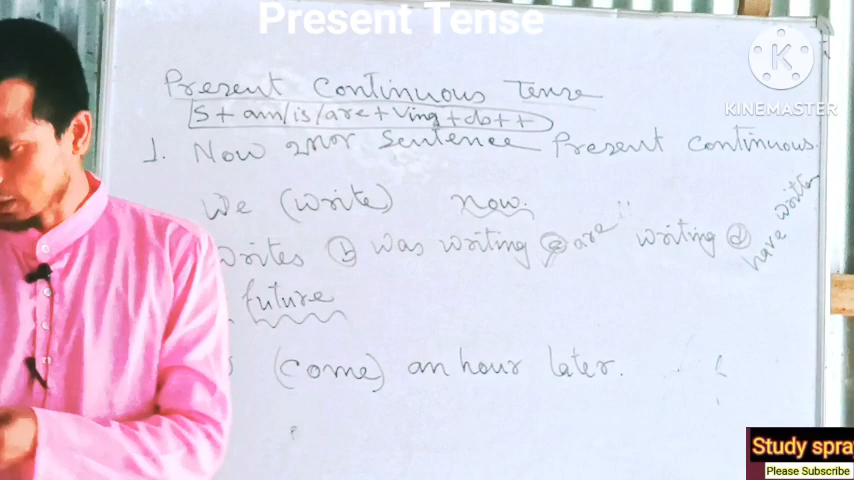 Present Tense
K
KINEMASTER
Present Continuous Tense
S + am/is/are + Ving + ob + +
1. Now থাকলে Sentence Present Continuous.
We (write) now.
writes ⓑ was writing ⓒ are writing ⓓ have written
future
(come) an hour later.
Study spra
Please Subscribe